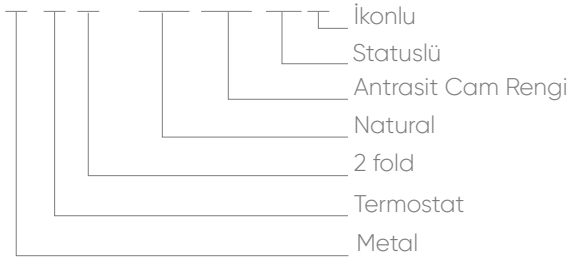 İkonlu
Statuslü
Antrasit Cam Rengi
Natural
2 fold
Termostat
Metal